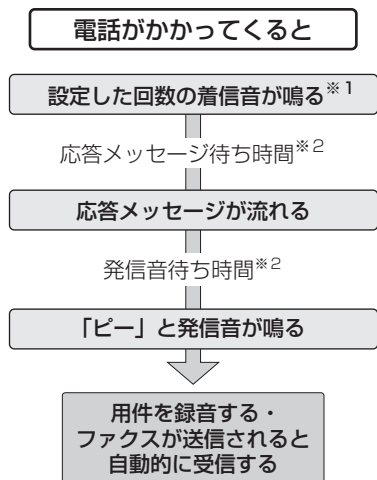 電話がかかってくると
設定した回数の着信音が鳴る※1
応答メッセージ待ち時間※2
応答メッセージが流れる
発信音待ち時間※2
「ピー」と発信音が鳴る
用件を録音する・
ファクスが送信されると
自動的に受信する